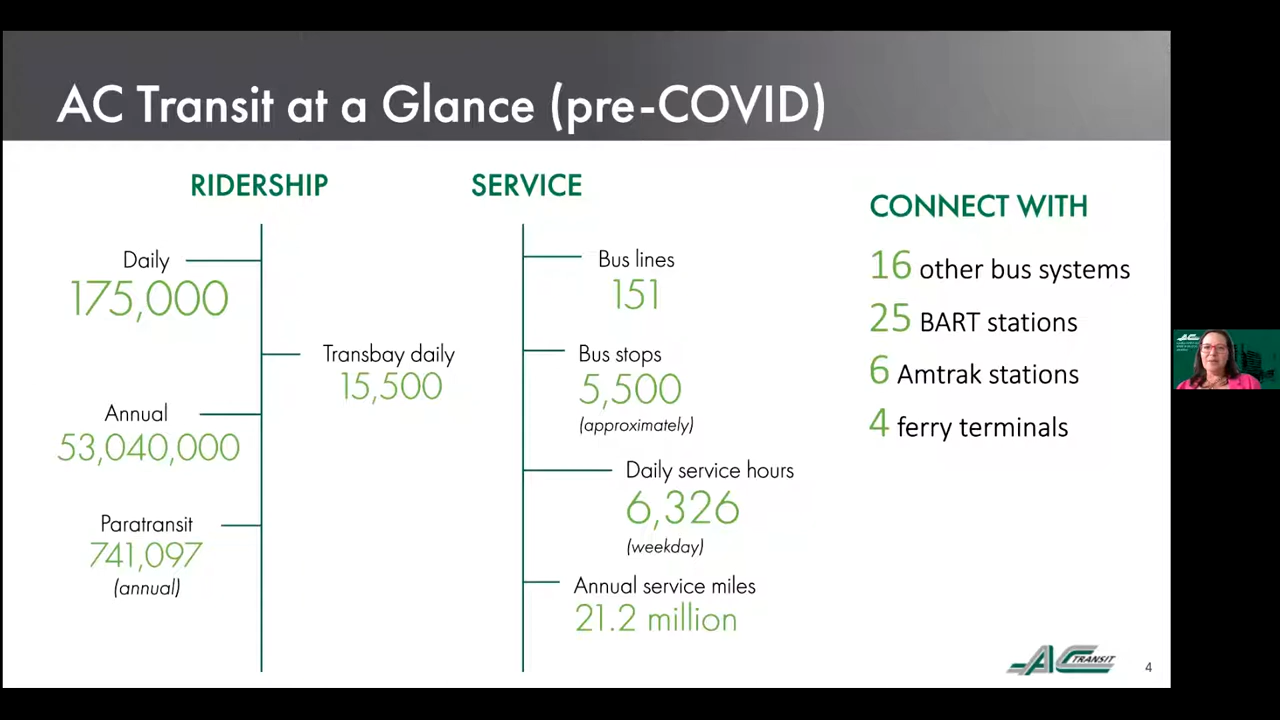 AC Transit at a Glance (pre-COVID)
RIDERSHIP
Daily
175,000
Transbay daily
15,500
Annual
53,040,000
Paratransit
741,097
(annual)
SERVICE
Bus lines
151
Bus stops
5,500
(approximately)
Daily service hours
6,326
(weekday)
Annual service miles
21.2 million
CONNECT WITH
16 other bus systems
25 BART stations
6 Amtrak stations
4 ferry terminals
AC TRANSIT
4